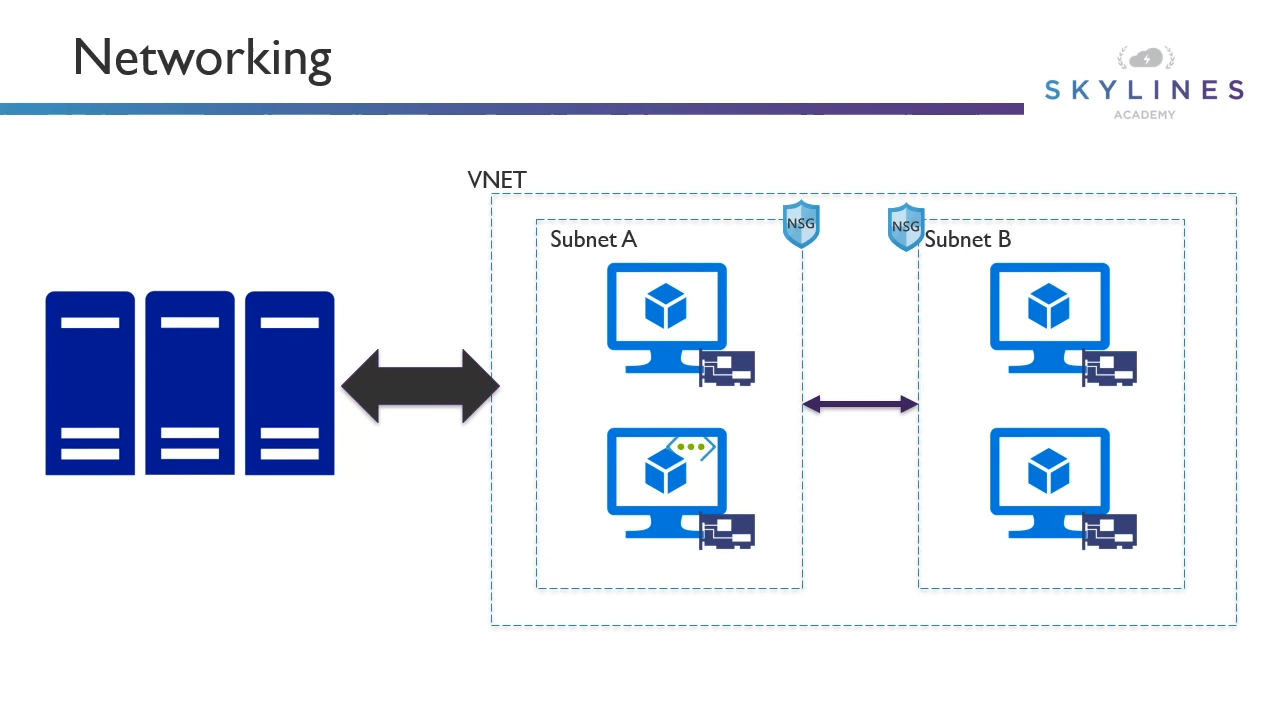 Networking
SKYLINES
ACADEMY
VNET
NSG
NSG
Subnet A
Subnet B